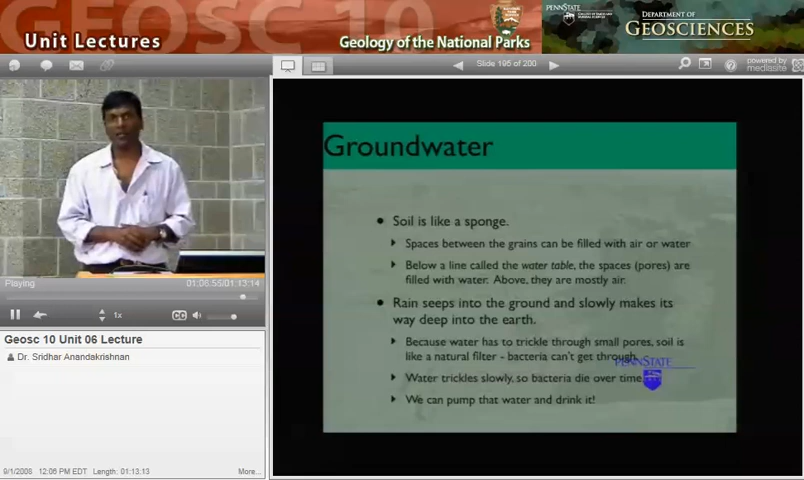 GEOSC 10
Unit Lectures
Geology of the National Parks
PENNSTATE
DEPARTMENT OF
GEOSCIENCES
Slide 195 of 200
powered by
mediasite
Groundwater
• Soil is like a sponge.
Spaces between the grains can be filled with air or water
Below a line called the water table, the spaces (pores) are
filled with water. Above, they are mostly air.
• Rain seeps into the ground and slowly makes its
way deep into the earth.
Because water has to trickle through small pores, soil is
like a natural filter - bacteria can't get through.
PENNSTATE
Water trickles slowly, so bacteria die over time.
We can pump that water and drink it!
Playing
01:06:55/01:13:14
1x
CC
Geosc 10 Unit 06 Lecture
Dr. Sridhar Anandakrishnan
9/1/2008 12:06 PM EDT Length: 01:13:13
More...